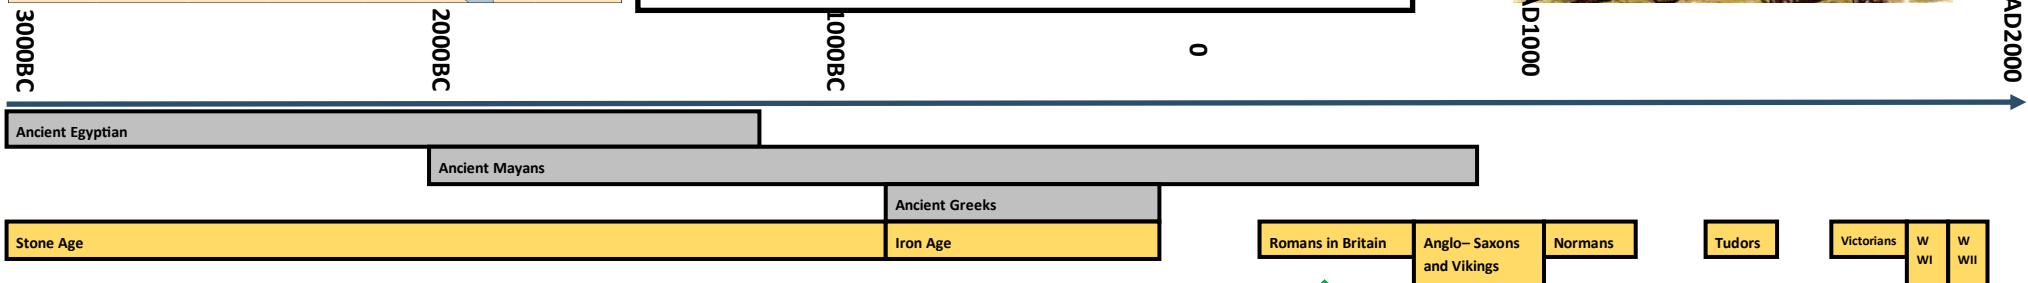 3000BC
2000BC
1000BC
0
AD1000
AD2000
Ancient Egyptian
Ancient Mayans
Ancient Greeks
Stone Age
Iron Age
Romans in Britain
Anglo– Saxons
and Vikings
Normans
Tudors
Victorians
W
WI
W
WII